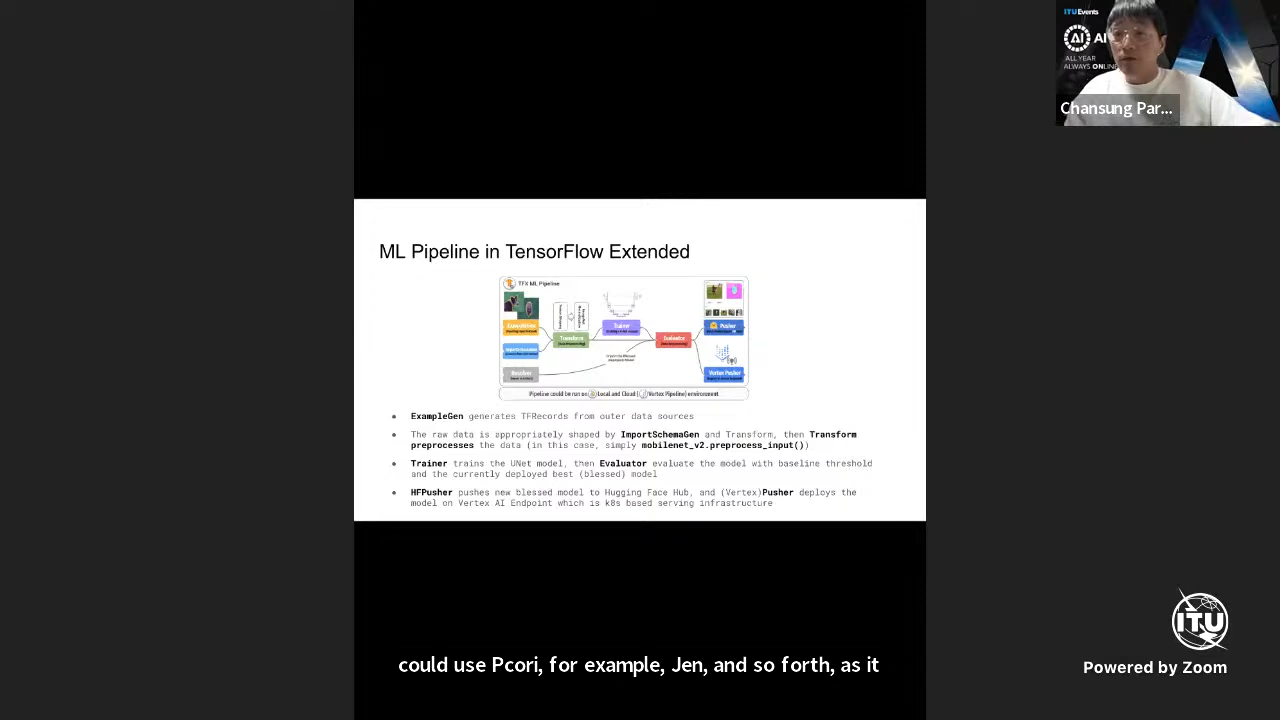 ITUEvents
AI
AI
ALL YEAR
ALWAYS ONLINE
Chansung Par...
ML Pipeline in TensorFlow Extended
TFX ML Pipeline
Trainer
Pusher
Transform
Evaluator
Resolver
Vertex Pusher
Pipeline could be run on Local and Cloud (Vertex Pipeline) environment
• ExampleGen generates TFRecords from outer data sources
• The raw data is appropriately shaped by ImportSchemaGen and Transform, then Transform
preprocesses the data (in this case, simply mobilenet_v2.preprocess_input())
• Trainer trains the UNet model, then Evaluator evaluate the model with baseline threshold
and the currently deployed best (blessed) model
• HFPusher pushes new blessed model to Hugging Face Hub, and (Vertex)Pusher deploys the
model on Vertex AI Endpoint which is k8s based serving infrastructure
ITU
could use Pcori, for example, Jen, and so forth, as it
Powered by Zoom